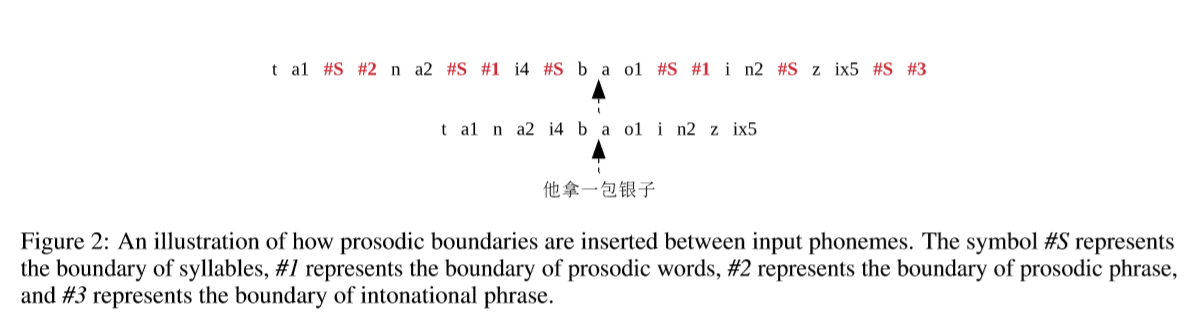 t a1 #S #2 n a2 #S #1 i4 #S b a o1 #S #1 i n2 #S z ix5 #S #3
t a1 n a2 i4 b a o1 i n2 z ix5
他拿一包银子
Figure 2: An illustration of how prosodic boundaries are inserted between input phonemes. The symbol #S represents
the boundary of syllables, #1 represents the boundary of prosodic words, #2 represents the boundary of prosodic phrase,
and #3 represents the boundary of intonational phrase.